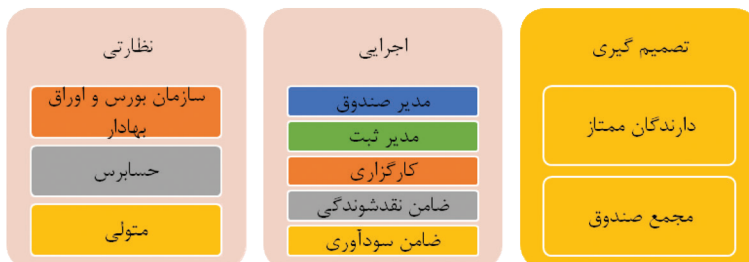 تصمیم گیری
دارندگان ممتاز
مجمع صندوق
اجرایی
مدیر صندوق
مدیر ثبت
کارگزاری
ضامن نقدشوندگی
ضامن سودآوری
نظارتی
سازمان بورس و اوراق
بهادار
حسابرس
متولی